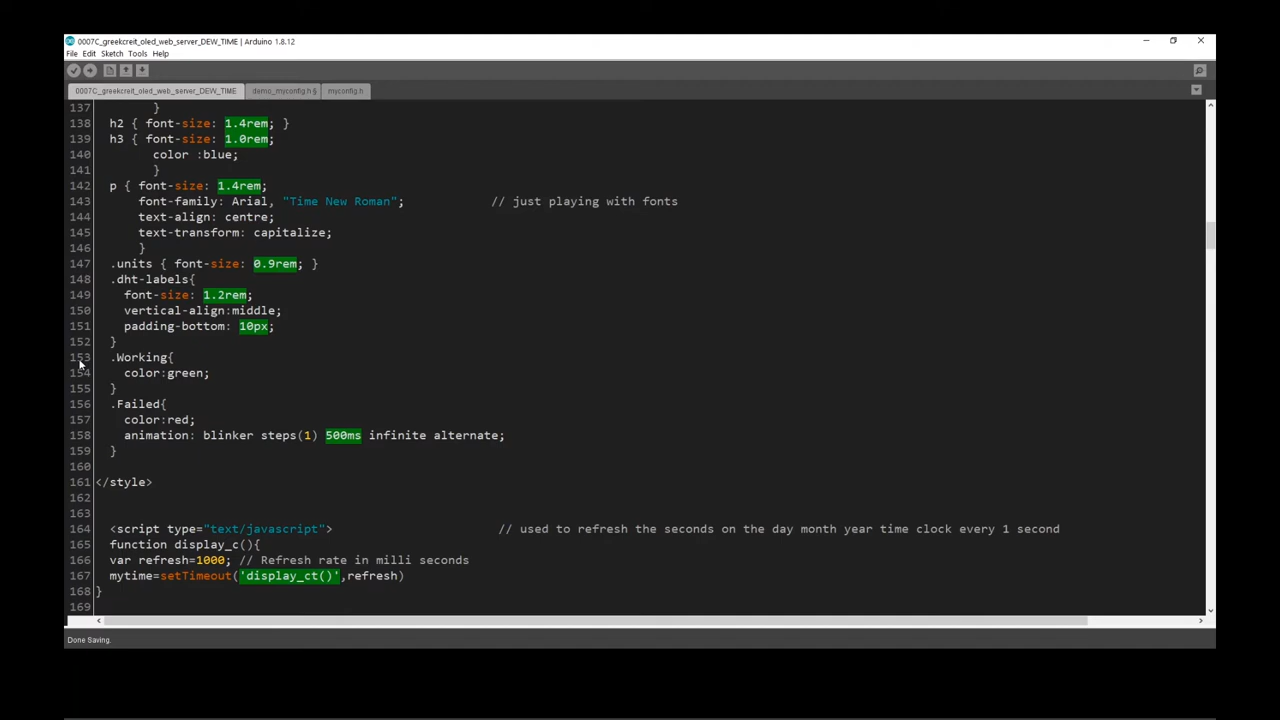 0007C_greekcreit_oled_web_server_DEW_TIME | Arduino 1.8.12
File Edit Sketch Tools Help
0007C_greekcreit_oled_web_server_DEW_TIME demo_myconfig.h § myconfig.h
137 }
138 h2 { font-size: 1.4rem; }
139 h3 { font-size: 1.0rem;
140 color :blue;
141 }
142 p { font-size: 1.4rem;
143 font-family: Arial, "Time New Roman"; // just playing with fonts
144 text-align: centre;
145 text-transform: capitalize;
146 }
147 .units { font-size: 0.9rem; }
148 .dht-labels{
149 font-size: 1.2rem;
150 vertical-align:middle;
151 padding-bottom: 10px;
152 }
153 .Working{
154 color:green;
155 }
156 .Failed{
157 color:red;
158 animation: blinker steps(1) 500ms infinite alternate;
159 }
160
161 </style>
162
163
164 <script type="text/javascript"> // used to refresh the seconds on the day month year time clock every 1 second
165 function display_c(){
166 var refresh=1000; // Refresh rate in milli seconds
167 mytime=setTimeout('display_ct()',refresh)
168 }
169
Done Saving.